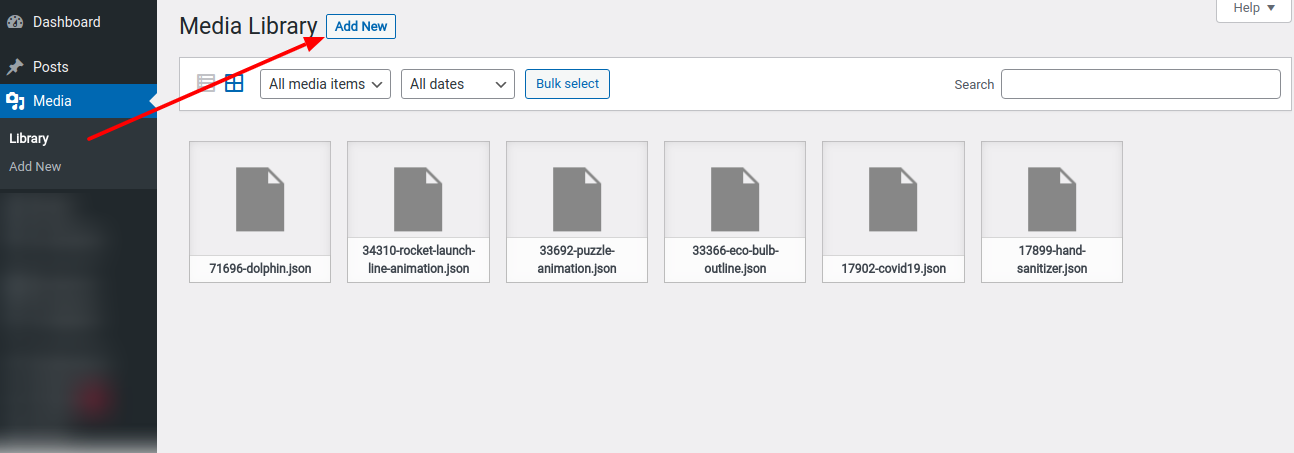 Dashboard
Posts
Media
Library
Add New
Media Library Add New
Help
All media items All dates Bulk select Search
71696-dolphin.json
34310-rocket-launch-
line-animation.json
33692-puzzle-
animation.json
33366-eco-bulb-
outline.json
17902-covid19.json
17899-hand-
sanitizer.json